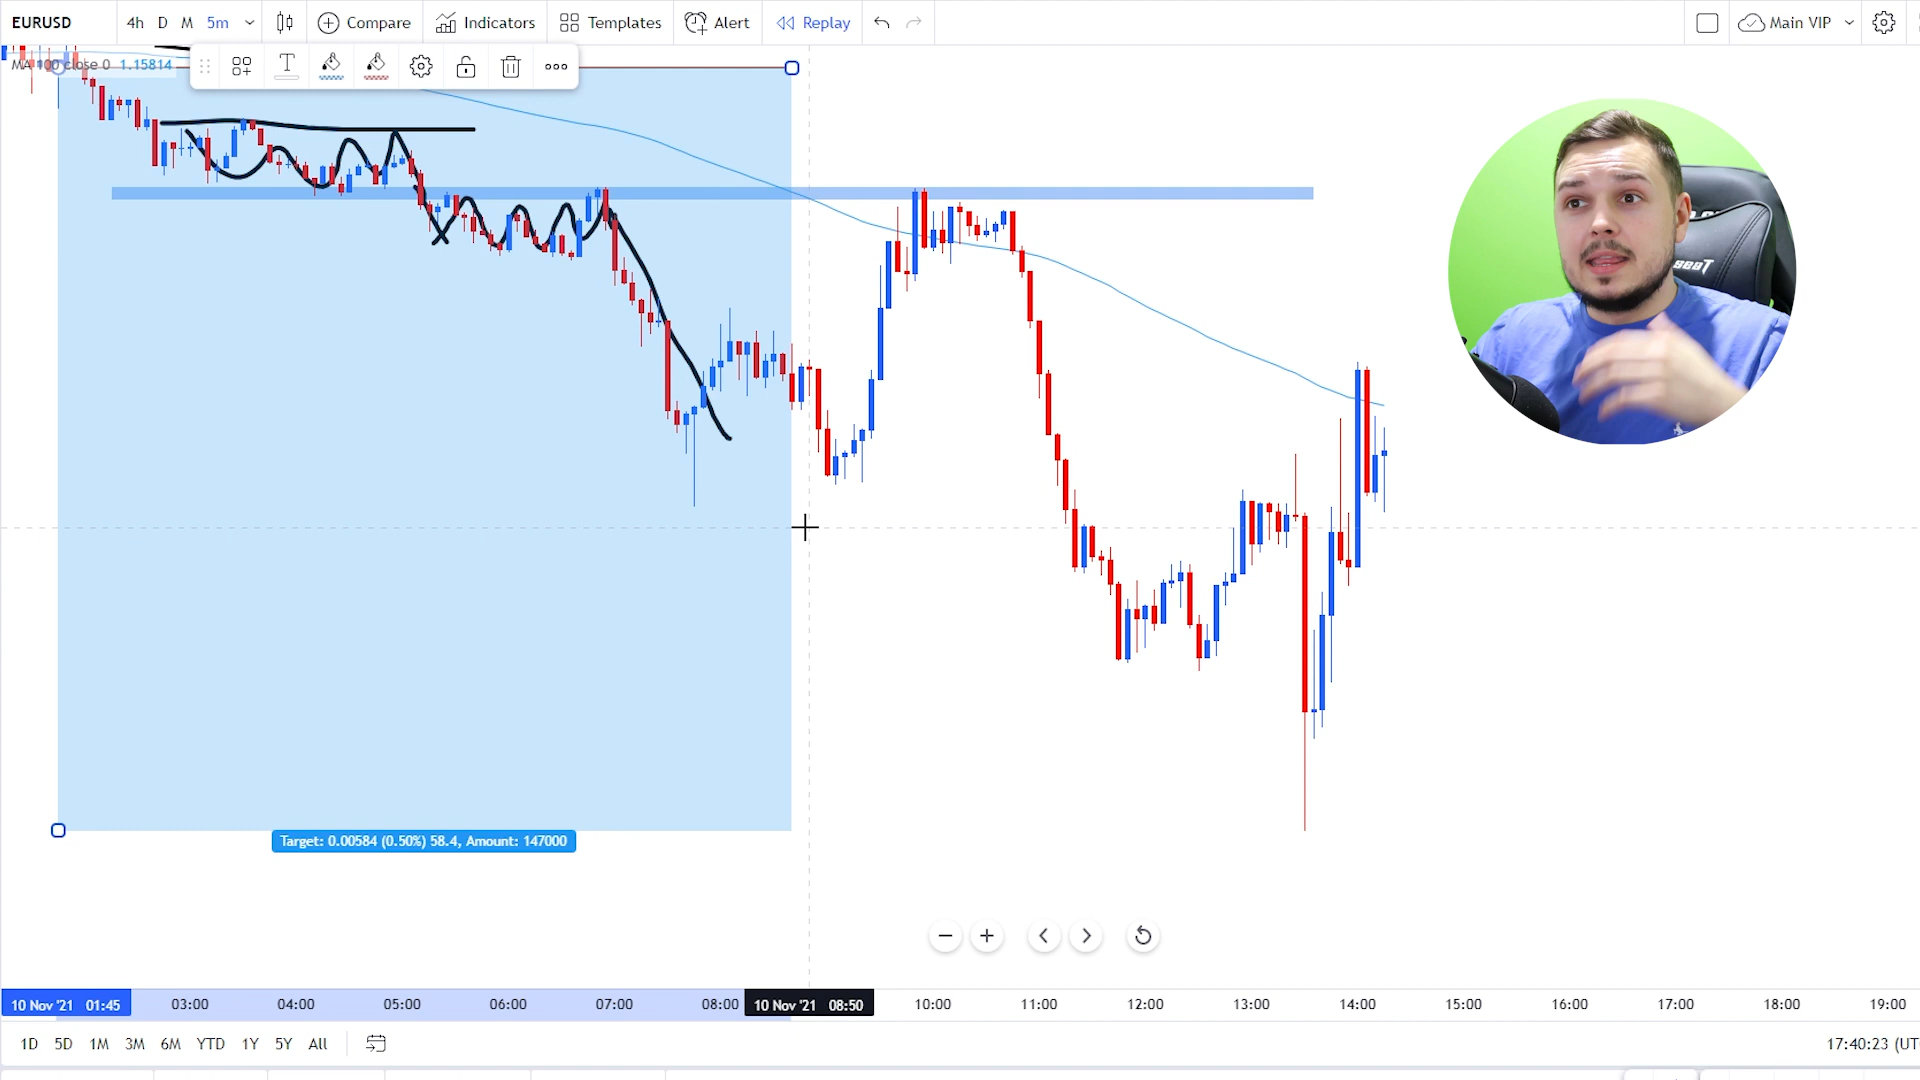 EURUSD 4h D M 5m Compare Indicators Templates Alert Replay Main VIP
MA 100 close 0 1.15814
Target: 0.00584 (0.50%) 58.4, Amount: 147000
10 Nov '21 01:45 03:00 04:00 05:00 06:00 07:00 08:00 10 Nov '21 08:50 10:00 11:00 12:00 13:00 14:00 15:00 16:00 17:00 18:00 19:00
1D 5D 1M 3M 6M YTD 1Y 5Y All 17:40:23 (UT